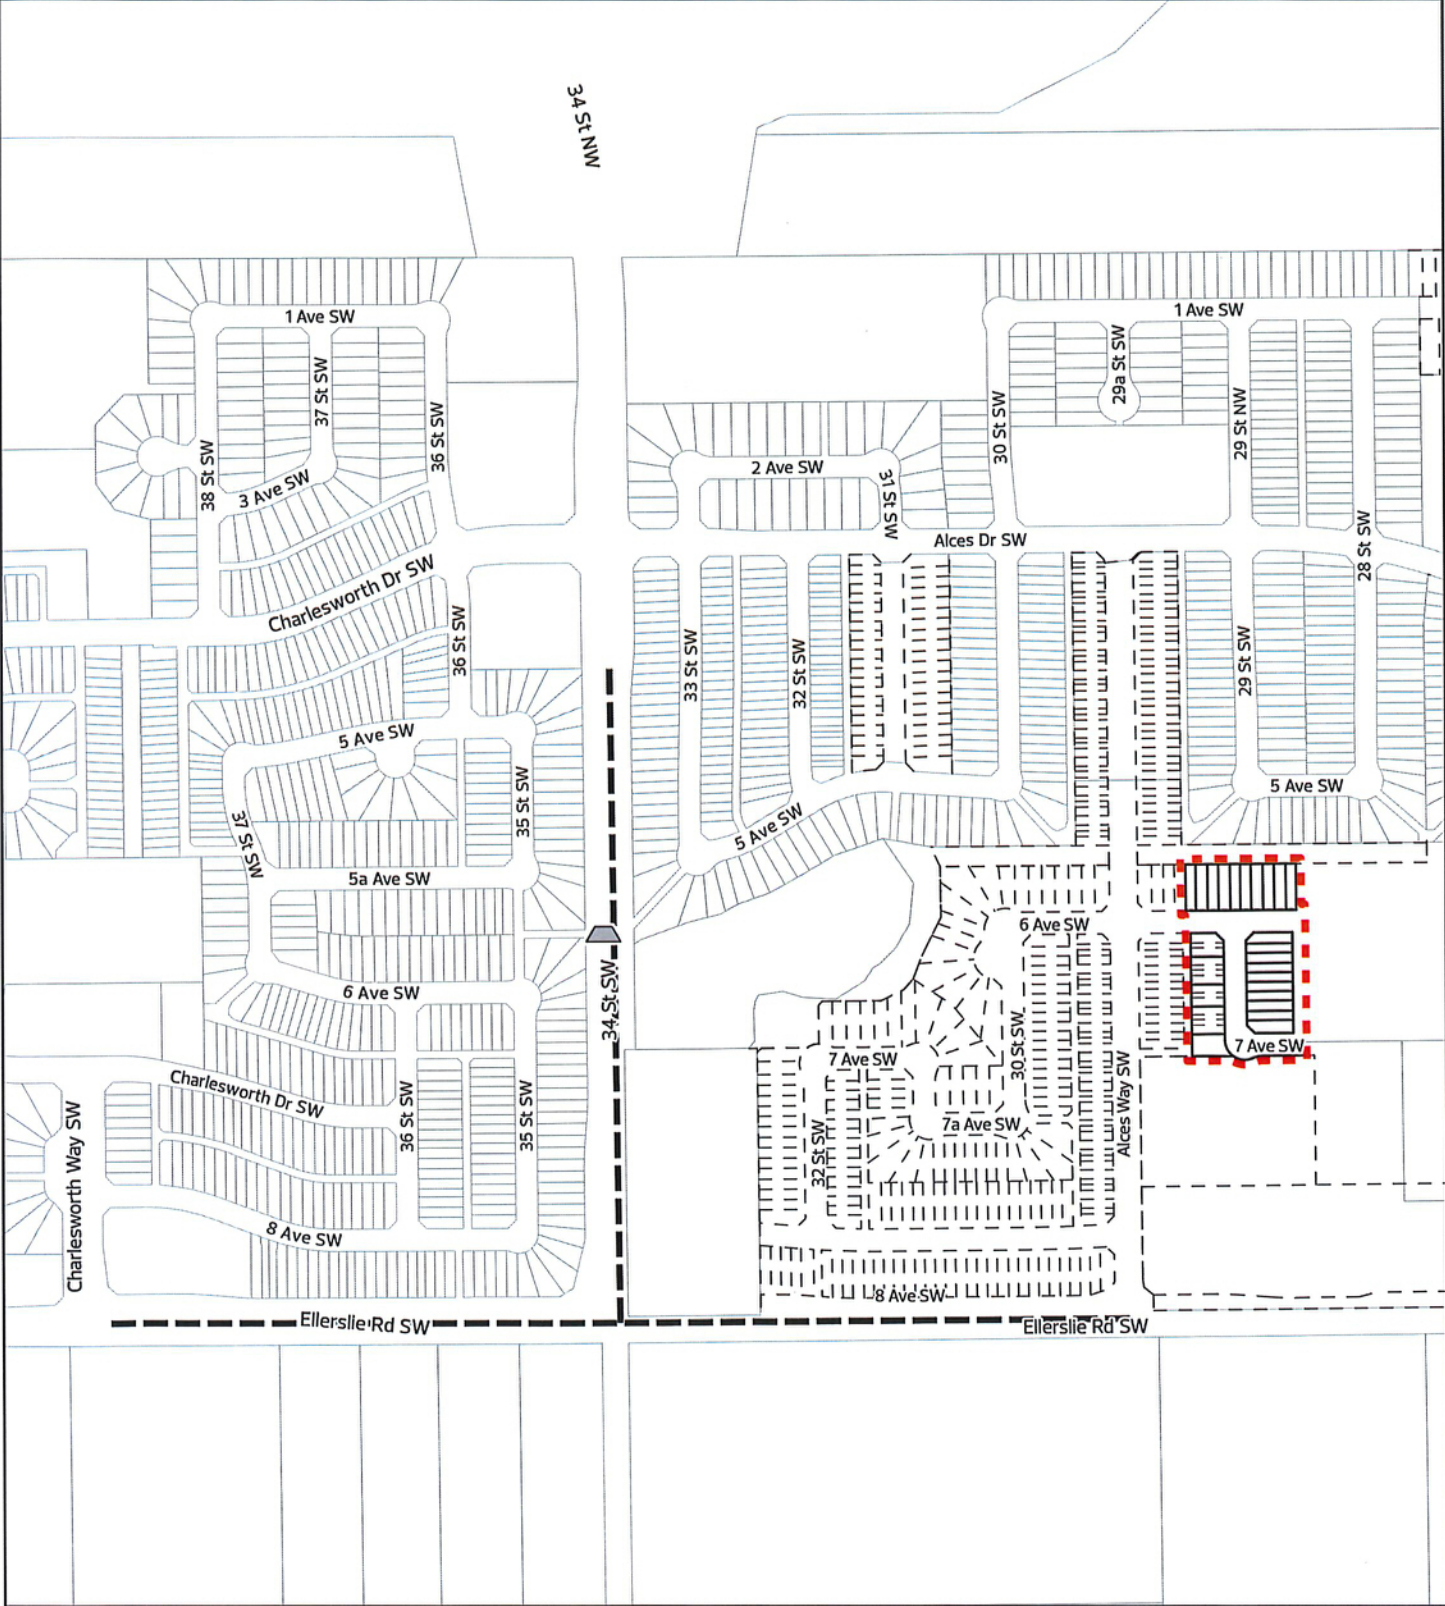 34 St NW
1 Ave SW
1 Ave SW
37 St SW
29a St SW
36 St SW
30 St SW
29 St NW
38 St SW
3 Ave SW
2 Ave SW
31 St SW
Alces Dr SW
28 St SW
Charlesworth Dr SW
36 St SW
33 St SW
32 St SW
29 St SW
5 Ave SW
35 St SW
37 St SW
5 Ave SW
5 Ave SW
5a Ave SW
6 Ave SW
6 Ave SW
34 St SW
30 St SW
7 Ave SW
7 Ave SW
Charlesworth Dr SW
36 St SW
35 St SW
Alces Way SW
7a Ave SW
32 St SW
Charlesworth Way SW
8 Ave SW
8 Ave SW
Ellerslie Rd SW
Ellerslie Rd SW